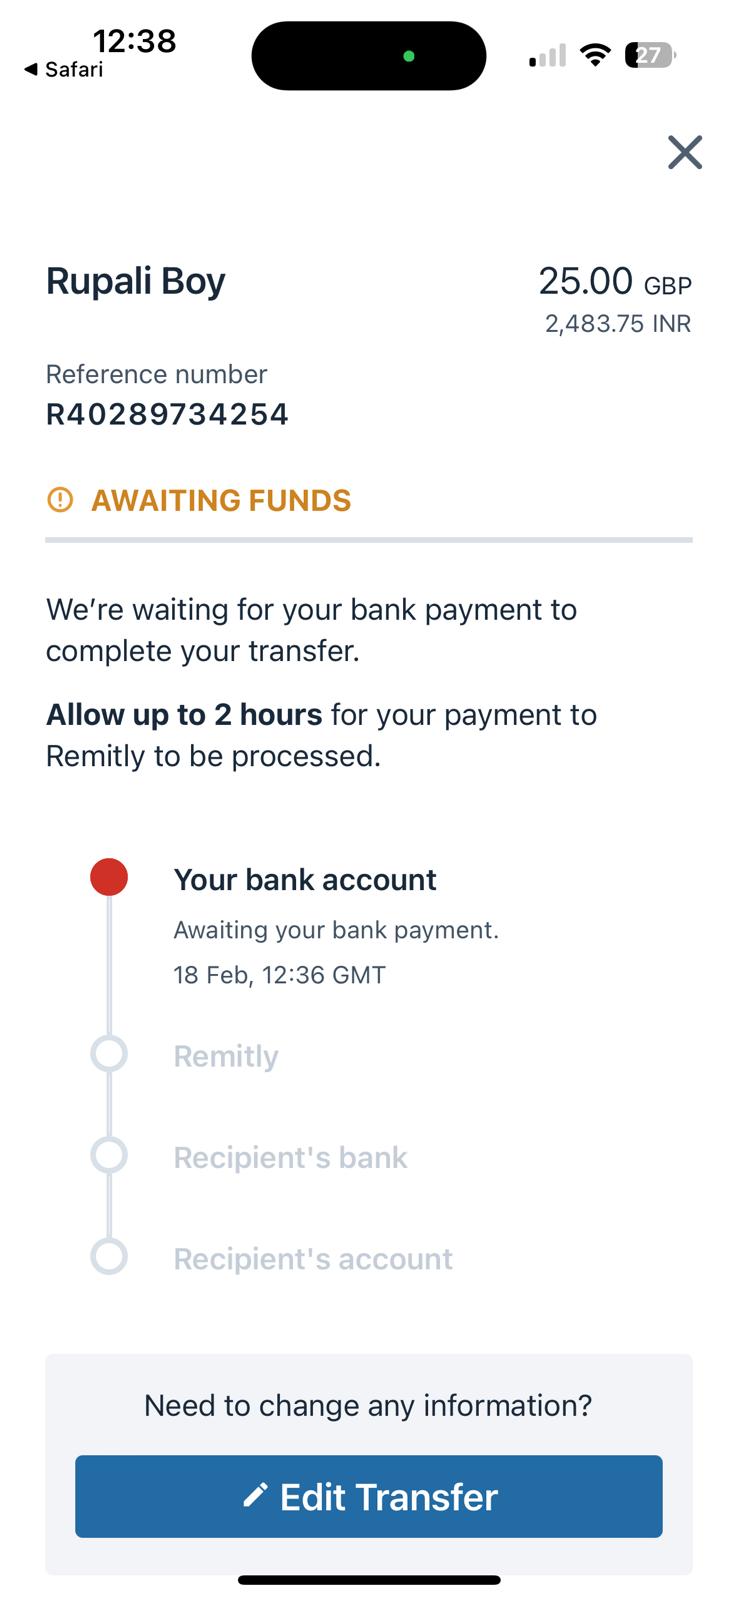 12:38
◀ Safari
27
Rupali Boy
25.00 GBP
2,483.75 INR
Reference number
R40289734254
AWAITING FUNDS
We’re waiting for your bank payment to
complete your transfer.
Allow up to 2 hours for your payment to
Remitly to be processed.
Your bank account
Awaiting your bank payment.
18 Feb, 12:36 GMT
Remitly
Recipient's bank
Recipient's account
Need to change any information?
Edit Transfer